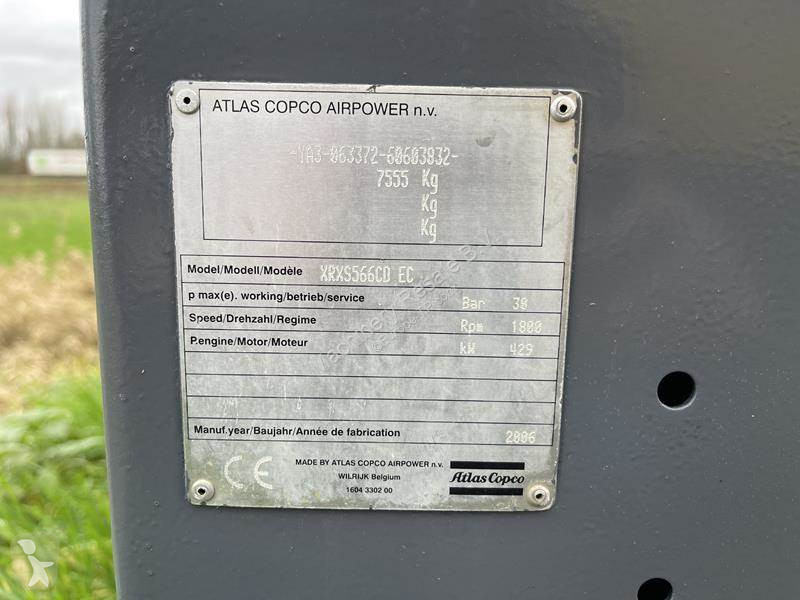 ATLAS COPCO AIRPOWER n.v.
-YA3-063372-60603832-
7555 Kg
Kg
Kg
Model/Modell/Modèle XRXS566CD EC
p max(e). working/betrieb/service Bar 30
Speed/Drehzahl/Regime Rpm 1800
P.engine/Motor/Moteur kW 429
Manuf.year/Baujahr/Année de fabrication 2006
CE
MADE BY ATLAS COPCO AIRPOWER n.v.
WILRIJK Belgium
1604 3302 00
Atlas Copco